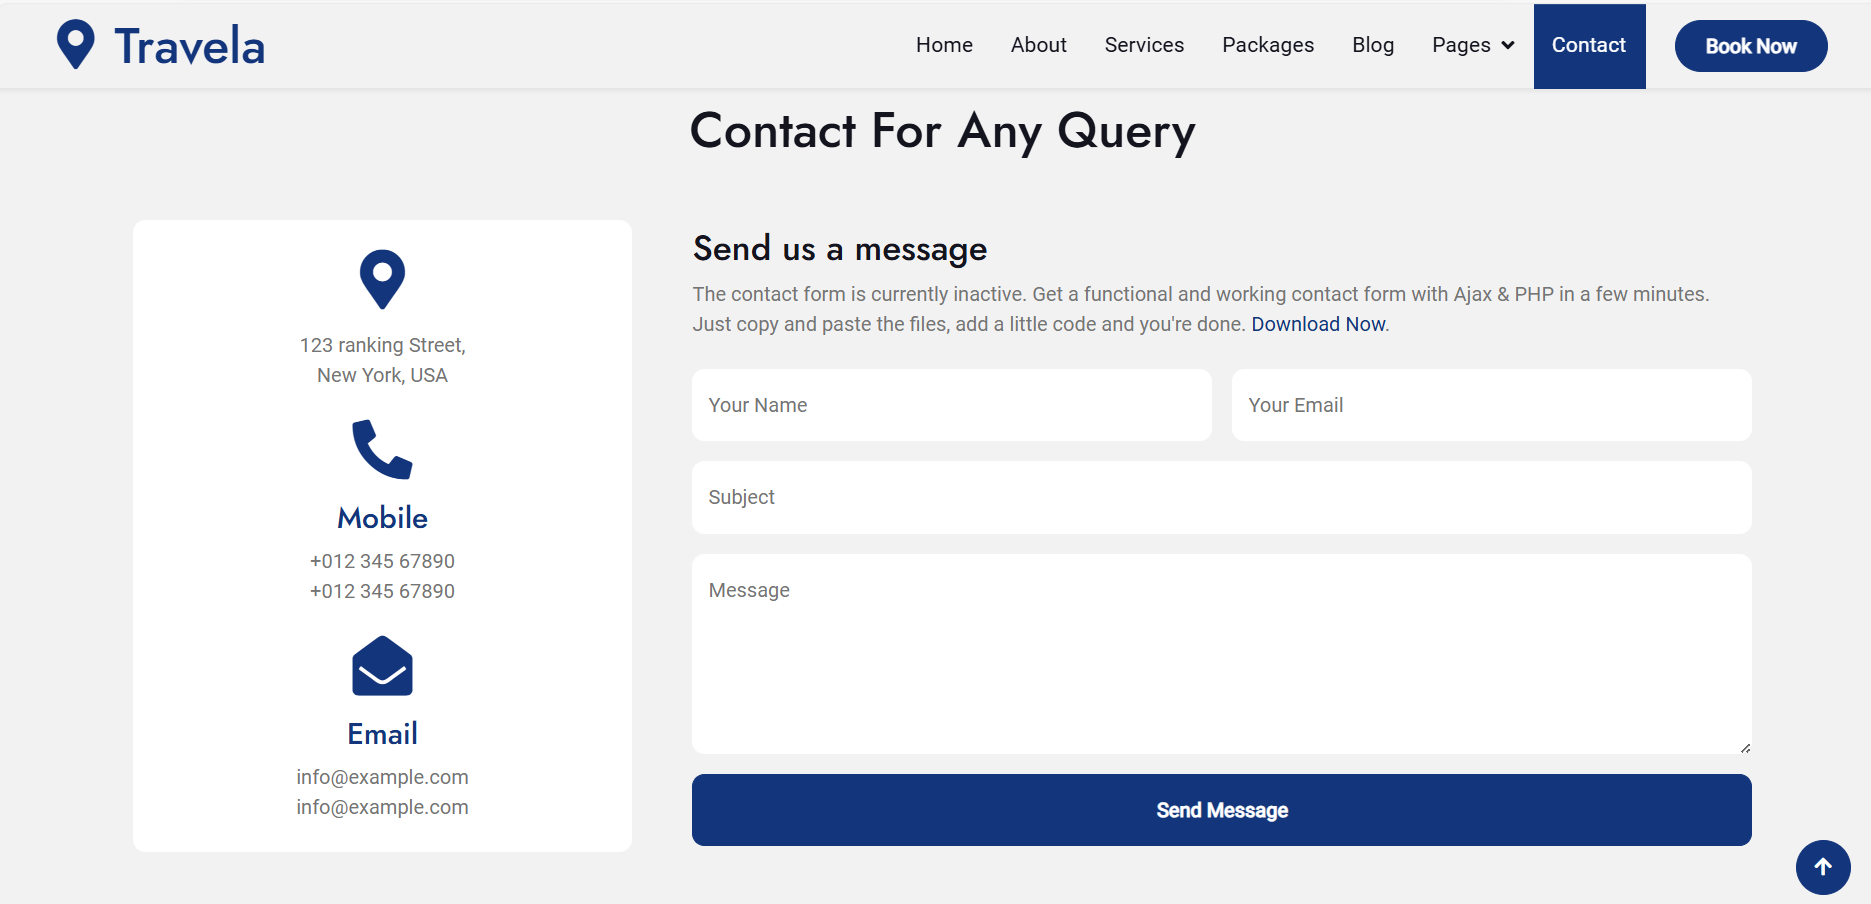 Travela
Home About Services Packages Blog Pages Contact Book Now
Contact For Any Query
123 ranking Street,
New York, USA
Mobile
+012 345 67890
+012 345 67890
Email
info@example.com
info@example.com
Send us a message
The contact form is currently inactive. Get a functional and working contact form with Ajax & PHP in a few minutes.
Just copy and paste the files, add a little code and you're done. Download Now.
Your Name
Your Email
Subject
Message
Send Message